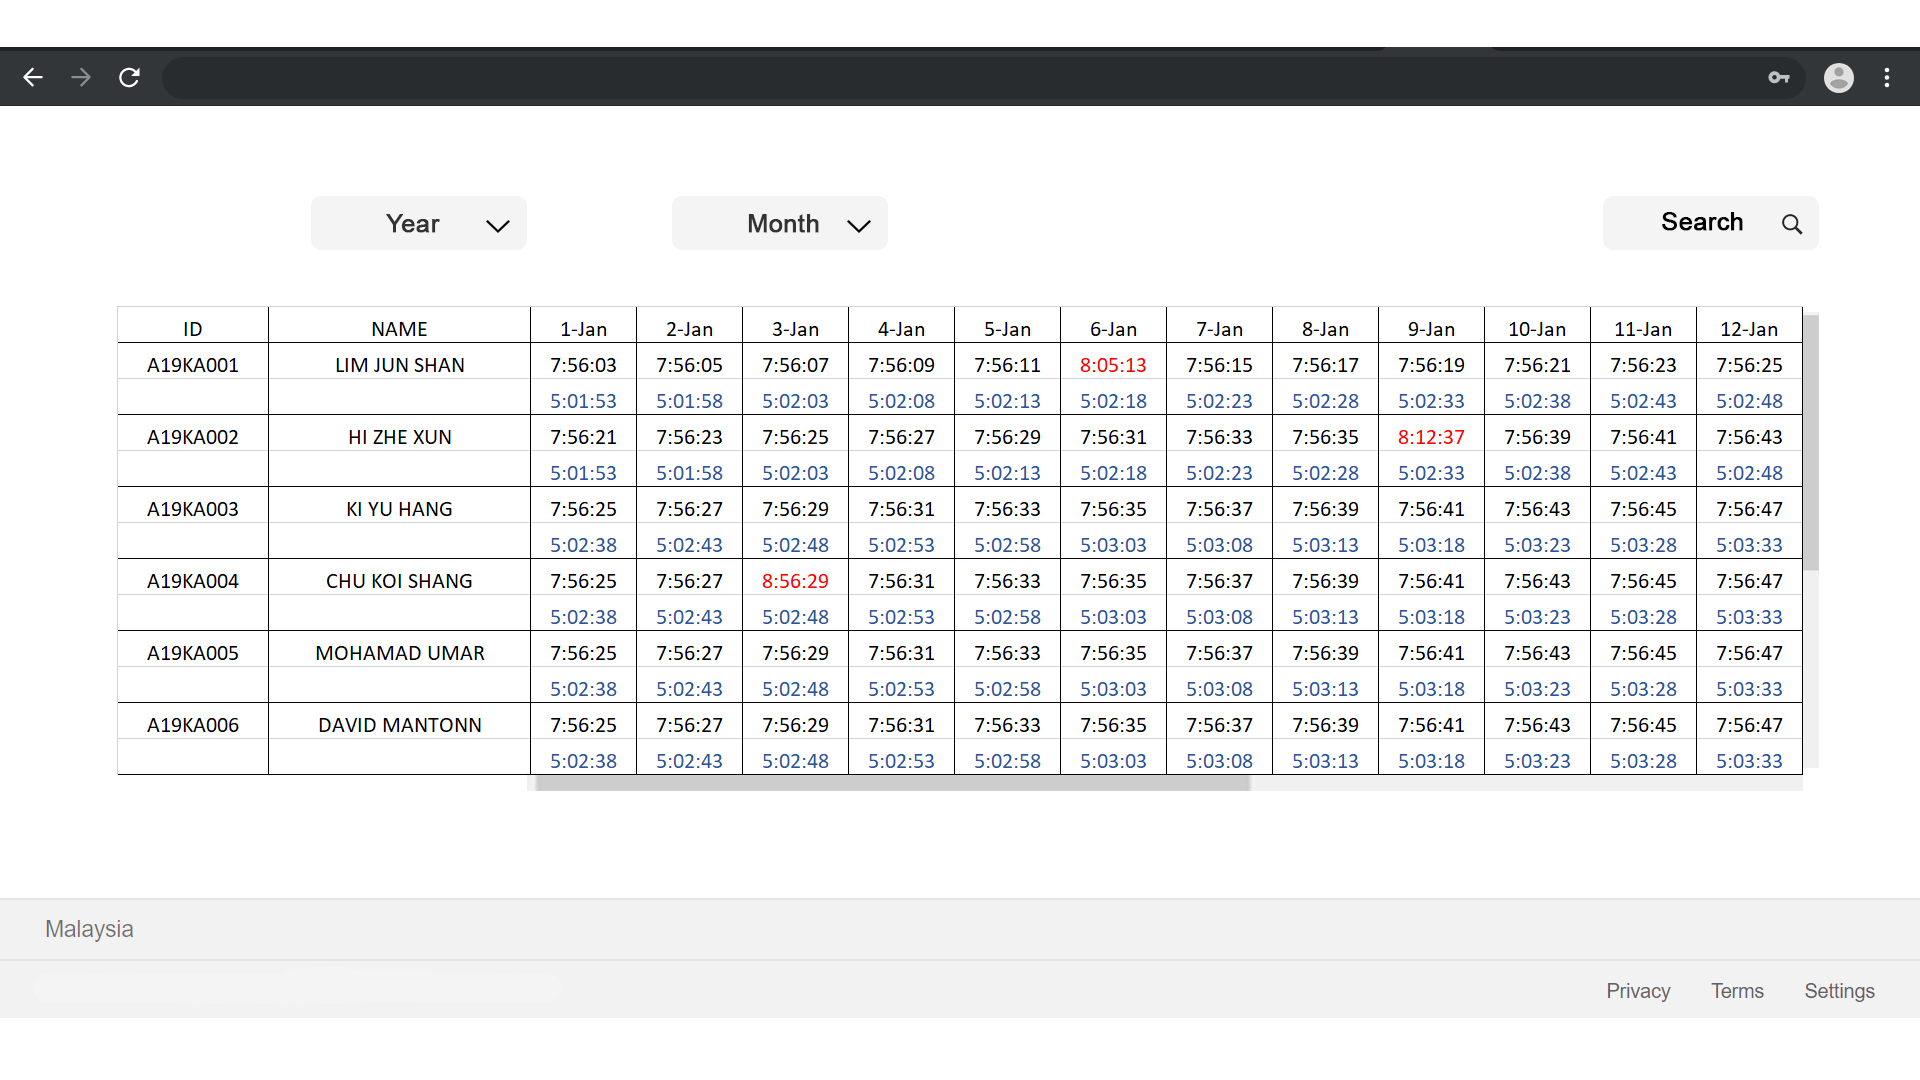 Year Month Search
ID NAME 1-Jan 2-Jan 3-Jan 4-Jan 5-Jan 6-Jan 7-Jan 8-Jan 9-Jan 10-Jan 11-Jan 12-Jan
A19KA001 LIM JUN SHAN 7:56:03 7:56:05 7:56:07 7:56:09 7:56:11 8:05:13 7:56:15 7:56:17 7:56:19 7:56:21 7:56:23 7:56:25
5:01:53 5:01:58 5:02:03 5:02:08 5:02:13 5:02:18 5:02:23 5:02:28 5:02:33 5:02:38 5:02:43 5:02:48
A19KA002 HI ZHE XUN 7:56:21 7:56:23 7:56:25 7:56:27 7:56:29 7:56:31 7:56:33 7:56:35 8:12:37 7:56:39 7:56:41 7:56:43
5:01:53 5:01:58 5:02:03 5:02:08 5:02:13 5:02:18 5:02:23 5:02:28 5:02:33 5:02:38 5:02:43 5:02:48
A19KA003 KI YU HANG 7:56:25 7:56:27 7:56:29 7:56:31 7:56:33 7:56:35 7:56:37 7:56:39 7:56:41 7:56:43 7:56:45 7:56:47
5:02:38 5:02:43 5:02:48 5:02:53 5:02:58 5:03:03 5:03:08 5:03:13 5:03:18 5:03:23 5:03:28 5:03:33
A19KA004 CHU KOI SHANG 7:56:25 7:56:27 8:56:29 7:56:31 7:56:33 7:56:35 7:56:37 7:56:39 7:56:41 7:56:43 7:56:45 7:56:47
5:02:38 5:02:43 5:02:48 5:02:53 5:02:58 5:03:03 5:03:08 5:03:13 5:03:18 5:03:23 5:03:28 5:03:33
A19KA005 MOHAMAD UMAR 7:56:25 7:56:27 7:56:29 7:56:31 7:56:33 7:56:35 7:56:37 7:56:39 7:56:41 7:56:43 7:56:45 7:56:47
5:02:38 5:02:43 5:02:48 5:02:53 5:02:58 5:03:03 5:03:08 5:03:13 5:03:18 5:03:23 5:03:28 5:03:33
A19KA006 DAVID MANTONN 7:56:25 7:56:27 7:56:29 7:56:31 7:56:33 7:56:35 7:56:37 7:56:39 7:56:41 7:56:43 7:56:45 7:56:47
5:02:38 5:02:43 5:02:48 5:02:53 5:02:58 5:03:03 5:03:08 5:03:13 5:03:18 5:03:23 5:03:28 5:03:33
Malaysia
Privacy Terms Settings